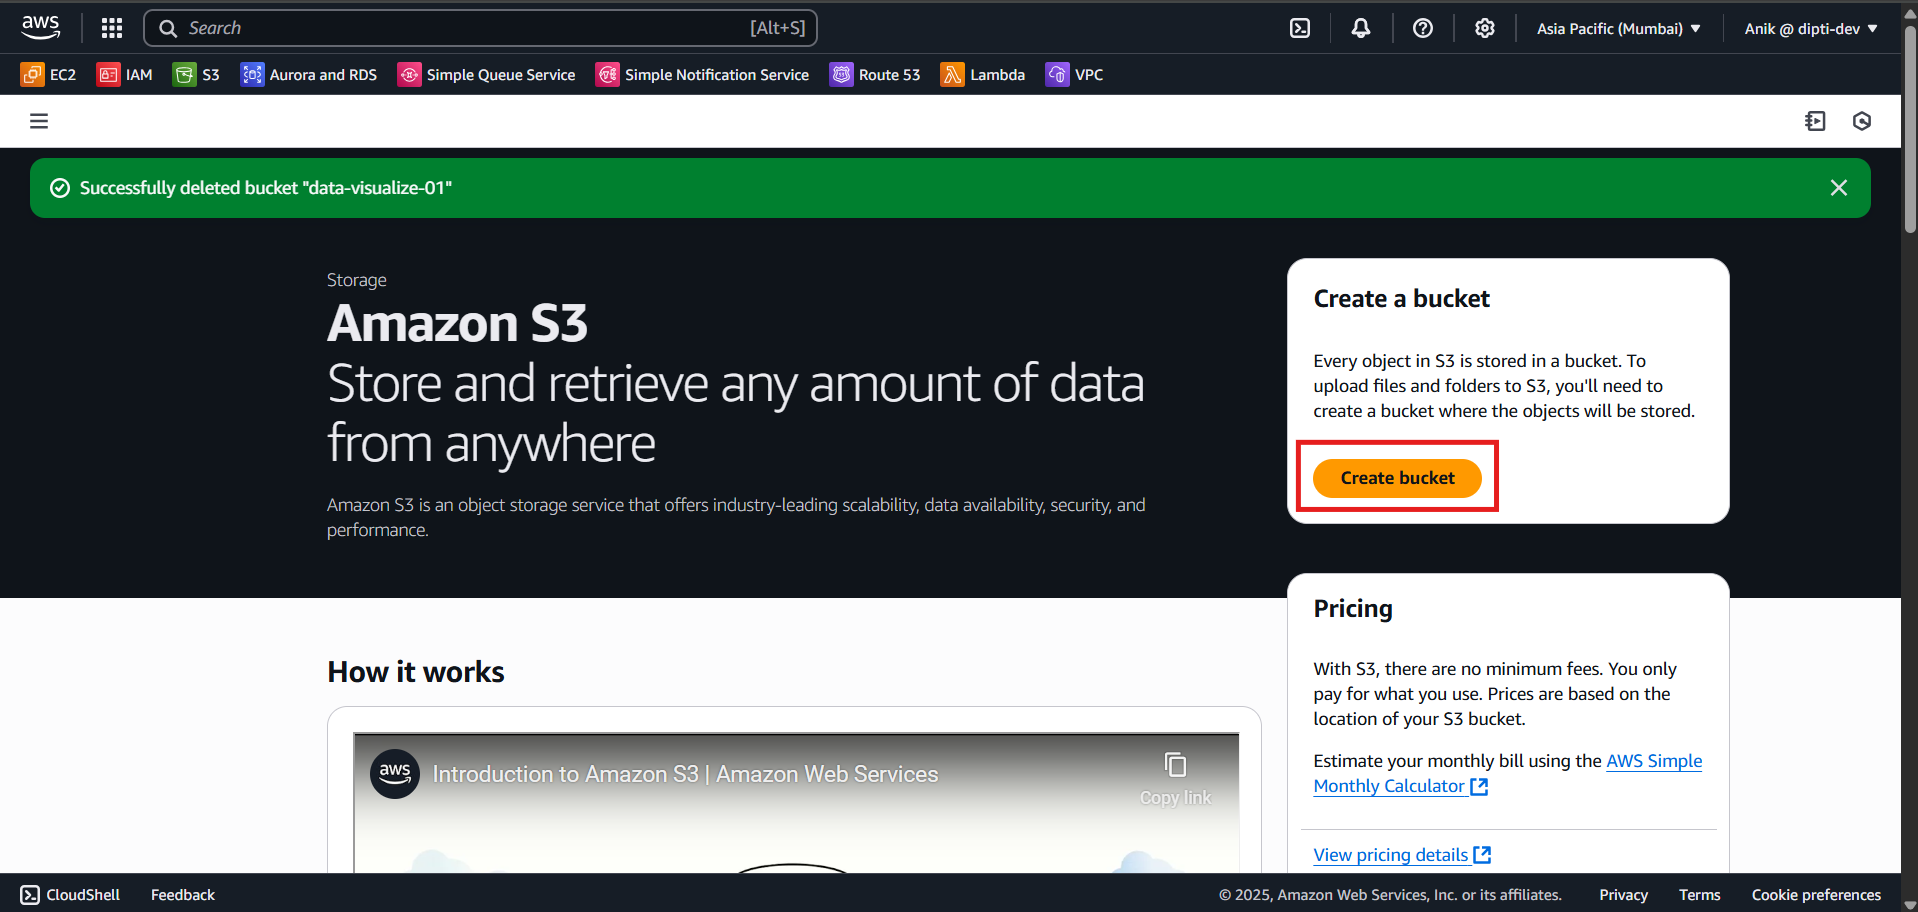 aws
Search [Alt+S]
Asia Pacific (Mumbai) ▼
Anik @ dipti-dev ▼
EC2
IAM
S3
Aurora and RDS
Simple Queue Service
Simple Notification Service
Route 53
Lambda
VPC
Successfully deleted bucket "data-visualize-01"
Storage
Amazon S3
Store and retrieve any amount of data
from anywhere
Amazon S3 is an object storage service that offers industry-leading scalability, data availability, security, and
performance.
Create a bucket
Every object in S3 is stored in a bucket. To
upload files and folders to S3, you'll need to
create a bucket where the objects will be stored.
Create bucket
Pricing
With S3, there are no minimum fees. You only
pay for what you use. Prices are based on the
location of your S3 bucket.
Estimate your monthly bill using the AWS Simple
Monthly Calculator
View pricing details
How it works
aws
Introduction to Amazon S3 | Amazon Web Services
Copy link
CloudShell
Feedback
© 2025, Amazon Web Services, Inc. or its affiliates.
Privacy
Terms
Cookie preferences